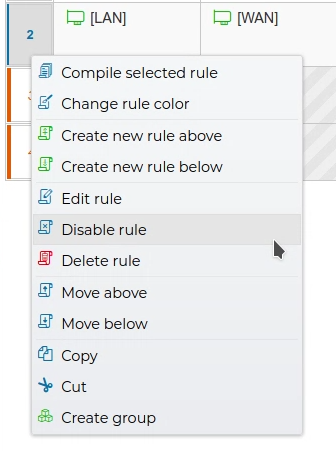 2 [LAN] [WAN]
Compile selected rule
Change rule color
Create new rule above
Create new rule below
Edit rule
Disable rule
Delete rule
Move above
Move below
Copy
Cut
Create group